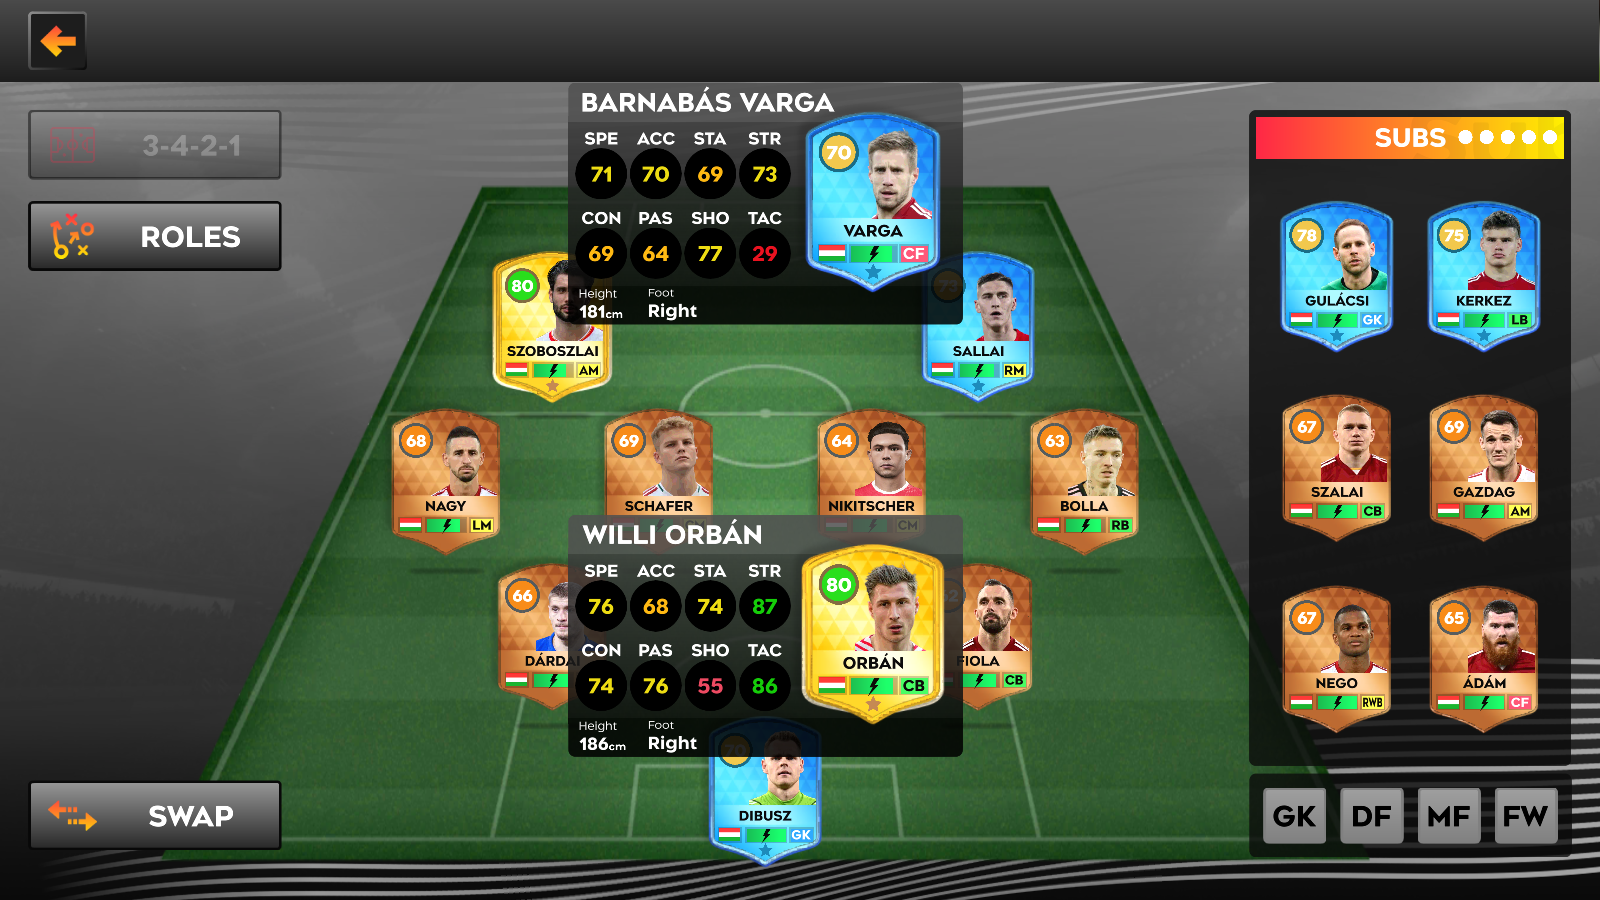 3-4-2-1
ROLES
SWAP
BARNABÁS VARGA
SPE ACC STA STR
71 70 69 73
CON PAS SHO TAC
69 64 77 29
Height Foot
181cm Right
70
VARGA
CF
80
SZOBOSZLAI
AM
SALLAI
RM
68
NAGY
LM
69
SCHAFER
64
NIKITSCHER
CM
63
BOLLA
RB
WILLI ORBÁN
SPE ACC STA STR
76 68 74 87
CON PAS SHO TAC
74 76 55 86
Height Foot
186cm Right
80
ORBÁN
CB
66
DÁRDAI
FIOLA
CB
70
DIBUSZ
GK
SUBS
78
GULÁCSI
GK
75
KERKEZ
LB
67
SZALAI
CB
69
GAZDAG
AM
67
NEGO
RWB
65
ÁDÁM
CF
GK DF MF FW